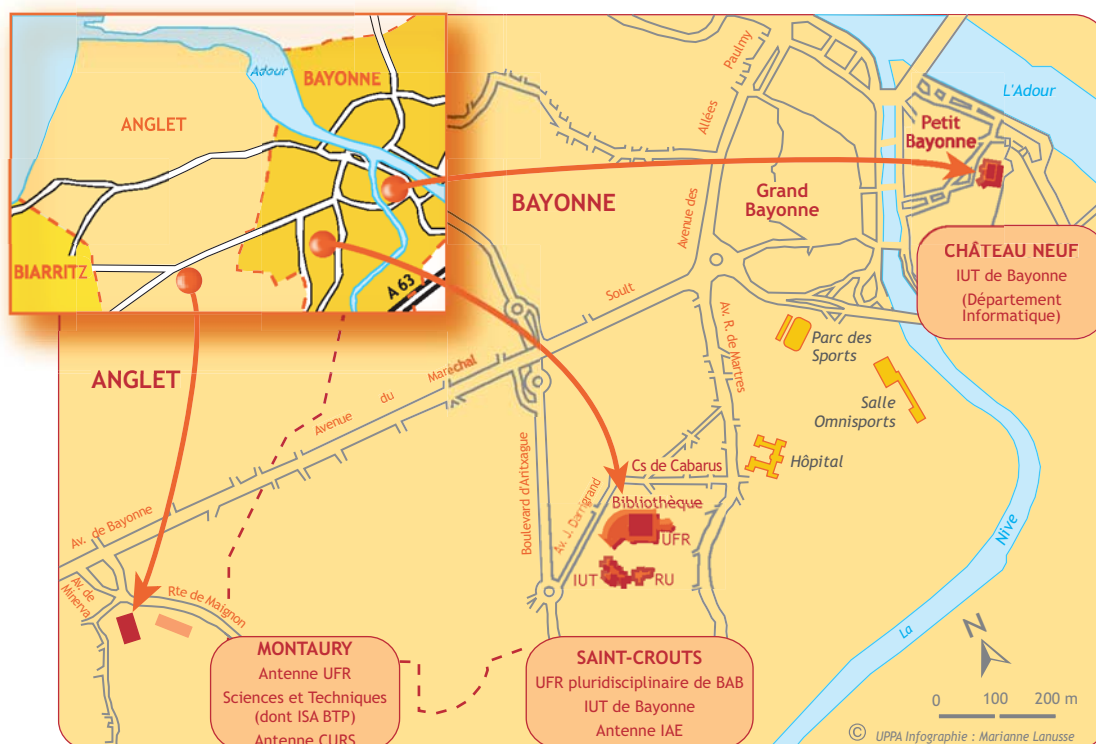 Adour
BAYONNE
ANGLET
BIARRITZ
A 63
L'Adour
Petit
Bayonne
Paulmy
Allées
Avenue des
Grand
Bayonne
BAYONNE
CHÂTEAU NEUF
IUT de Bayonne
(Département
Informatique)
Soult
Maréchal
du
Avenue
Av. R. de Martres
Parc des
Sports
Salle
Omnisports
ANGLET
Boulevard d'Aritxague
Cs de Cabarus
Hôpital
Av. J. Darrigrand
Bibliothèque
UFR
IUT
RU
Av. de Bayonne
Av. de
Minerva
Rte de Maignon
La
Nive
MONTAURY
Antenne UFR
Sciences et Techniques
(dont ISA BTP)
Antenne CURS
SAINT-CROUTS
UFR pluridisciplinaire de BAB
IUT de Bayonne
Antenne IAE
N
0 100 200 m
© UPPA Infographie : Marianne Lanusse